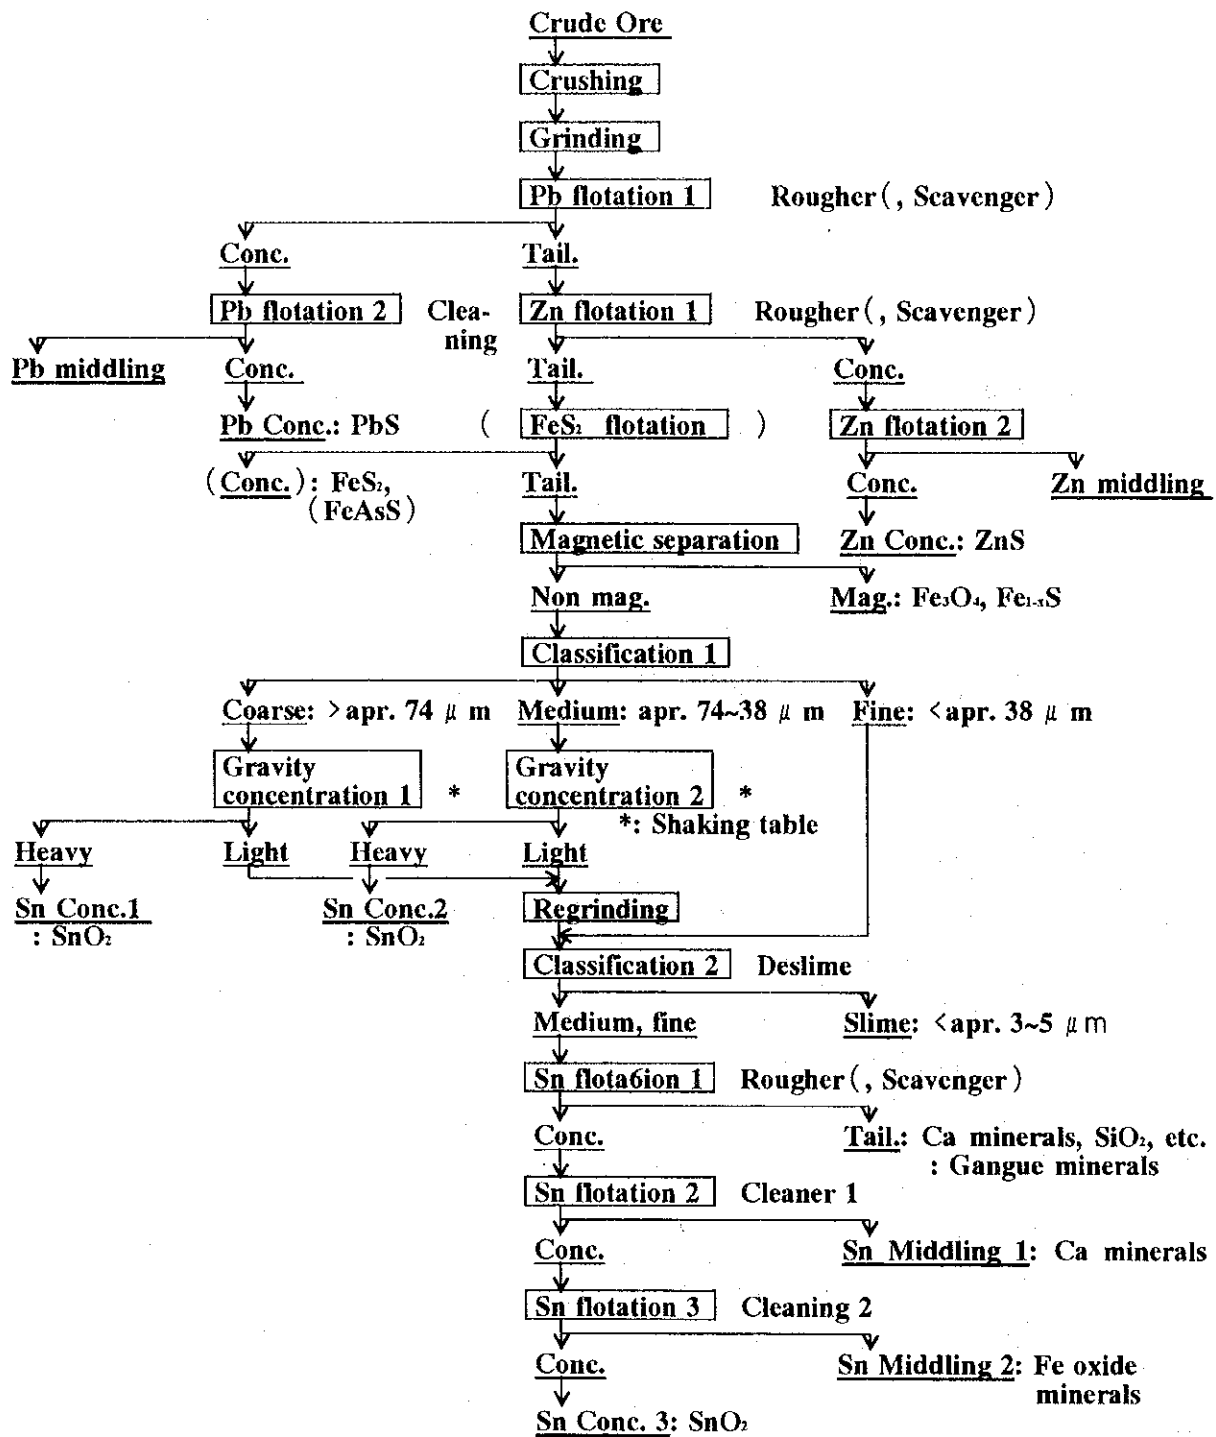 Crude Ore
Crushing
Grinding
Pb flotation 1 Rougher(, Scavenger)
Conc. Tail.
Pb flotation 2 Clea- Zn flotation 1 Rougher(, Scavenger)
ning
Pb middling Conc. Tail. Conc.
Pb Conc.: PbS ( FeS₂ flotation ) Zn flotation 2
(Conc.): FeS₂, Tail. Conc. Zn middling
(FeAsS)
Magnetic separation Zn Conc.: ZnS
Non mag. Mag.: Fe₃O₄, Fe₁₋ₓS
Classification 1
Coarse: >apr. 74 μm Medium: apr. 74~38 μm Fine: <apr. 38 μm
Gravity Gravity
concentration 1 * concentration 2 *
*: Shaking table
Heavy Light Heavy Light
Sn Conc.1 Sn Conc.2 Regrinding
: SnO₂ : SnO₂
Classification 2 Deslime
Medium, fine Slime: <apr. 3~5 μm
Sn flota6ion 1 Rougher(, Scavenger)
Conc. Tail.: Ca minerals, SiO₂, etc.
: Gangue minerals
Sn flotation 2 Cleaner 1
Conc. Sn Middling 1: Ca minerals
Sn flotation 3 Cleaning 2
Conc. Sn Middling 2: Fe oxide
minerals
Sn Conc. 3: SnO₂